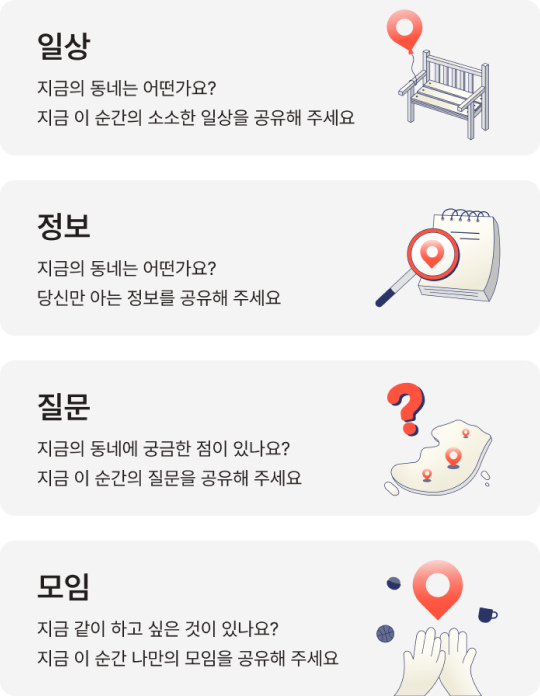 일상
지금의 동네는 어떤가요?
지금 이 순간의 소소한 일상을 공유해 주세요
정보
지금의 동네는 어떤가요?
당신만 아는 정보를 공유해 주세요
질문
지금의 동네에 궁금한 점이 있나요?
지금 이 순간의 질문을 공유해 주세요
모임
지금 같이 하고 싶은 것이 있나요?
지금 이 순간 나만의 모임을 공유해 주세요